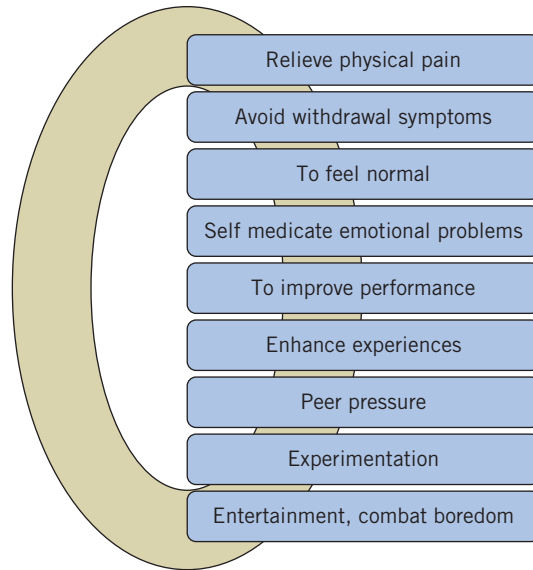 Relieve physical pain
Avoid withdrawal symptoms
To feel normal
Self medicate emotional problems
To improve performance
Enhance experiences
Peer pressure
Experimentation
Entertainment, combat boredom